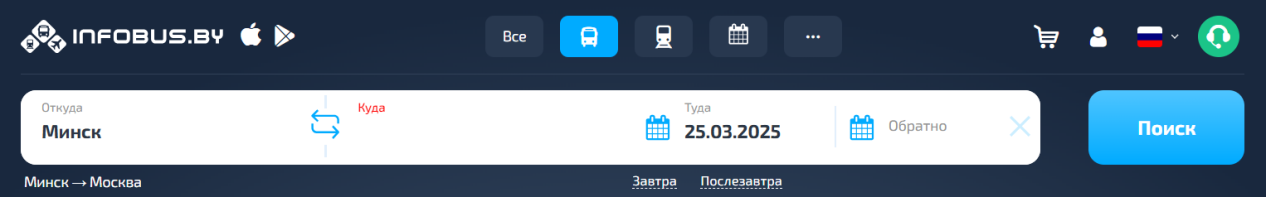 INFOBUS.BY
Все
...
Откуда
Минск
Куда
Туда
25.03.2025
Обратно
Поиск
Минск → Москва
Завтра
Послезавтра